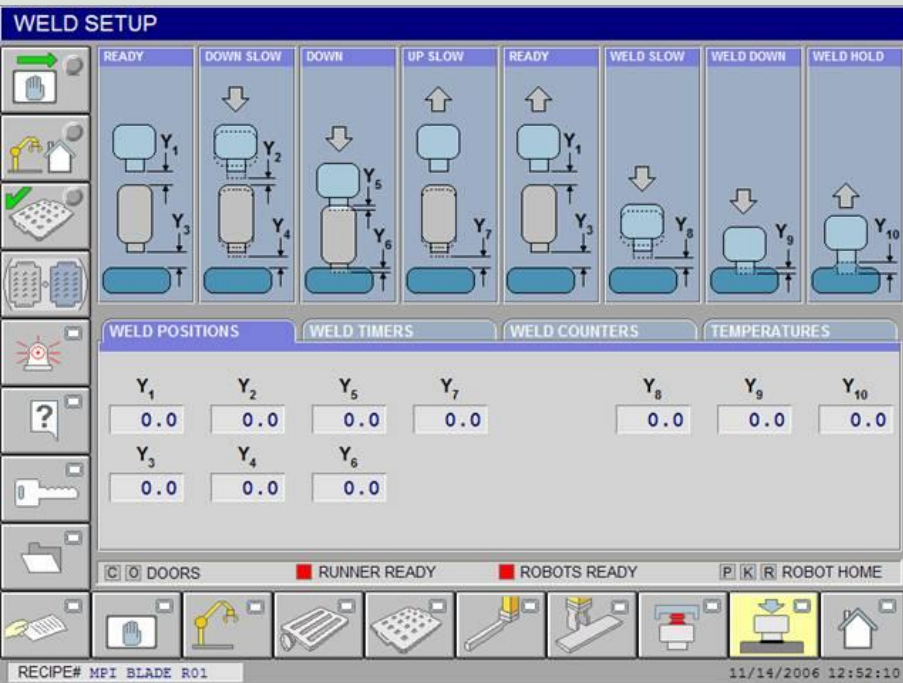 WELD SETUP
READY DOWN SLOW DOWN UP SLOW READY WELD SLOW WELD DOWN WELD HOLD
Y1 Y3
Y2 Y4
Y5 Y6
Y7
Y1 Y3
Y8
Y9
Y10
WELD POSITIONS WELD TIMERS WELD COUNTERS TEMPERATURES
Y1 Y2 Y5 Y7 Y8 Y9 Y10
0.0 0.0 0.0 0.0 0.0 0.0 0.0
Y3 Y4 Y6
0.0 0.0 0.0
?
C O DOORS RUNNER READY ROBOTS READY P K R ROBOT HOME
RECIPE# MPI BLADE R01 11/14/2006 12:52:10